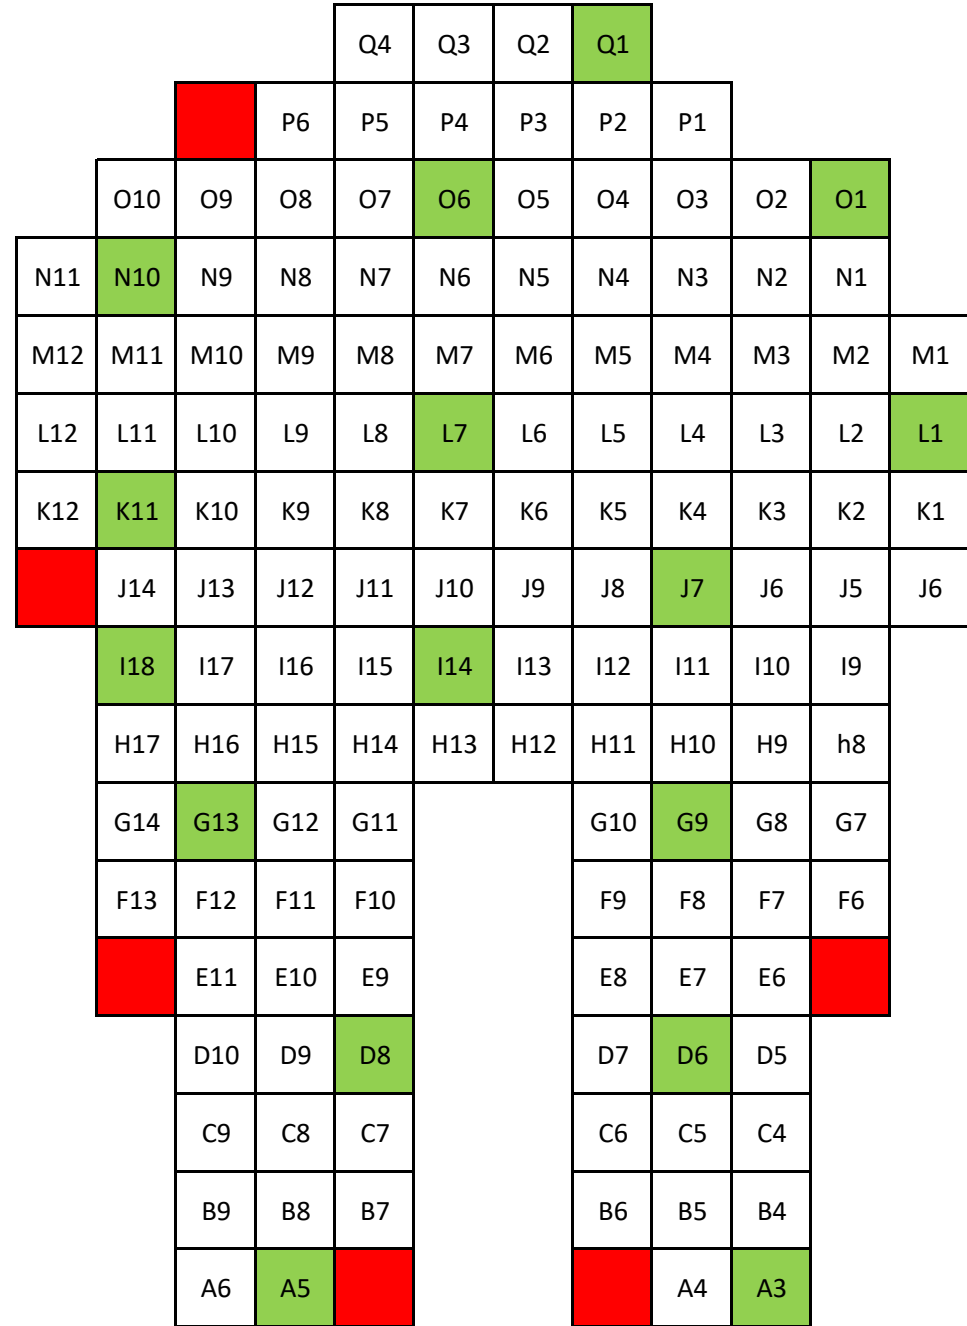 Q4 Q3 Q2 Q1
P6 P5 P4 P3 P2 P1
O10 O9 O8 O7 O6 O5 O4 O3 O2 O1
N11 N10 N9 N8 N7 N6 N5 N4 N3 N2 N1
M12 M11 M10 M9 M8 M7 M6 M5 M4 M3 M2 M1
L12 L11 L10 L9 L8 L7 L6 L5 L4 L3 L2 L1
K12 K11 K10 K9 K8 K7 K6 K5 K4 K3 K2 K1
J14 J13 J12 J11 J10 J9 J8 J7 J6 J5 J6
I18 I17 I16 I15 I14 I13 I12 I11 I10 I9
H17 H16 H15 H14 H13 H12 H11 H10 H9 h8
G14 G13 G12 G11 G10 G9 G8 G7
F13 F12 F11 F10 F9 F8 F7 F6
E11 E10 E9 E8 E7 E6
D10 D9 D8 D7 D6 D5
C9 C8 C7 C6 C5 C4
B9 B8 B7 B6 B5 B4
A6 A5 A4 A3